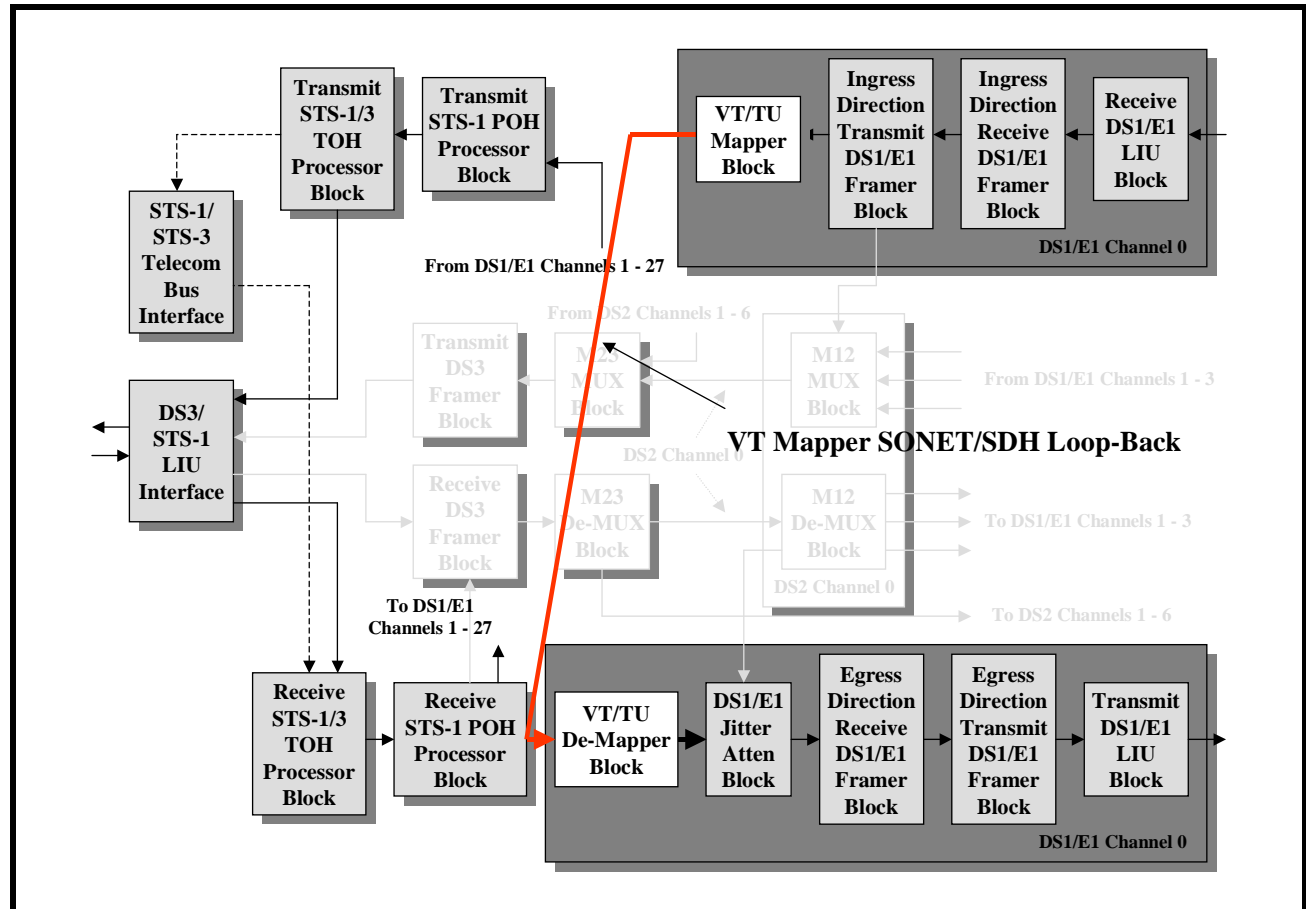 Transmit
STS-1/3
TOH
Processor
Block
Transmit
STS-1 POH
Processor
Block
VT/TU
Mapper
Block
Ingress
Direction
Transmit
DS1/E1
Framer
Block
Ingress
Direction
Receive
DS1/E1
Framer
Block
Receive
DS1/E1
LIU
Block
DS1/E1 Channel 0
STS-1/
STS-3
Telecom
Bus
Interface
From DS1/E1 Channels 1 - 27
From DS2 Channels 1 - 6
Transmit
DS3
Framer
Block
M23
MUX
Block
M12
MUX
Block
From DS1/E1 Channels 1 - 3
DS3/
STS-1
LIU
Interface
VT Mapper SONET/SDH Loop-Back
DS2 Channel 0
Receive
DS3
Framer
Block
M23
De-MUX
Block
M12
De-MUX
Block
To DS1/E1 Channels 1 - 3
DS2 Channel 0
To DS1/E1
Channels 1 - 27
To DS2 Channels 1 - 6
Receive
STS-1/3
TOH
Processor
Block
Receive
STS-1 POH
Processor
Block
VT/TU
De-Mapper
Block
DS1/E1
Jitter
Atten
Block
Egress
Direction
Receive
DS1/E1
Framer
Block
Egress
Direction
Transmit
DS1/E1
Framer
Block
Transmit
DS1/E1
LIU
Block
DS1/E1 Channel 0